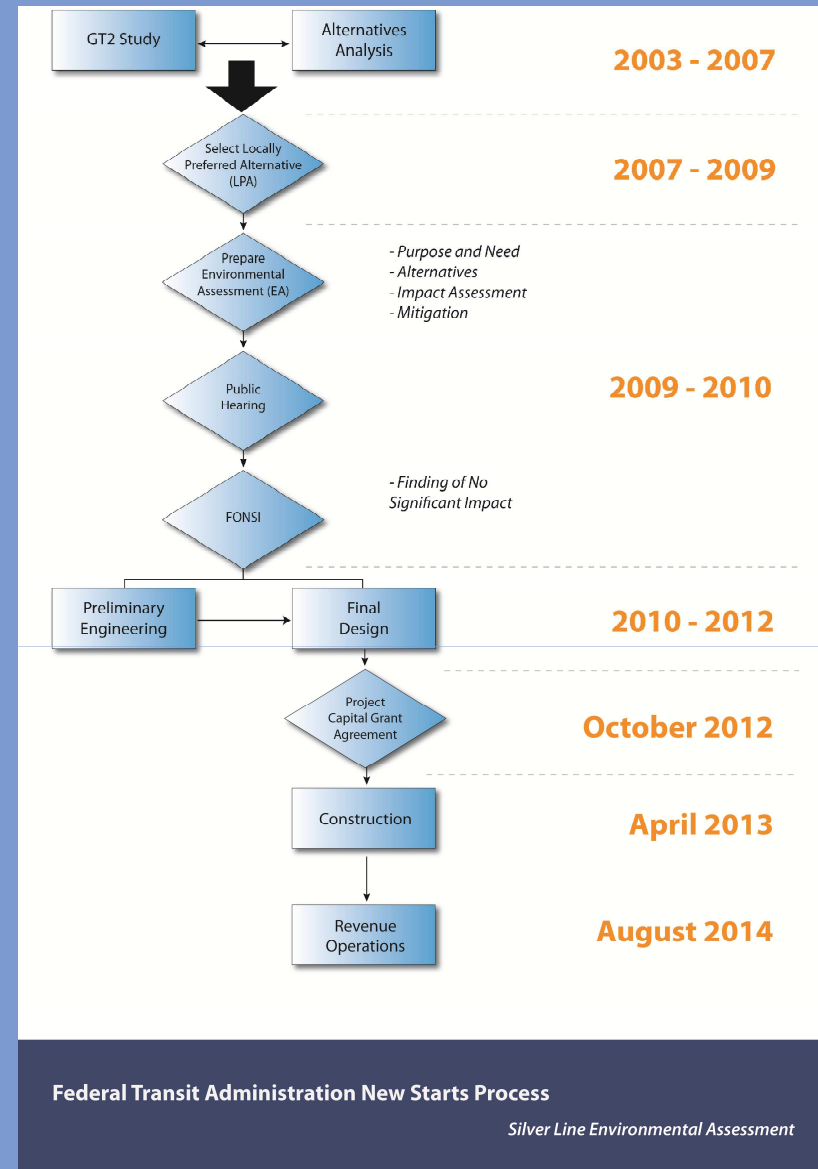 GT2 Study
Alternatives
Analysis
2003 - 2007
Select Locally
Preferred Alternative
(LPA)
2007 - 2009
Prepare
Environmental
Assessment (EA)
- Purpose and Need
- Alternatives
- Impact Assessment
- Mitigation
Public
Hearing
2009 - 2010
FONSI
- Finding of No
Significant Impact
Preliminary
Engineering
Final
Design
2010 - 2012
Project
Capital Grant
Agreement
October 2012
Construction
April 2013
Revenue
Operations
August 2014
Federal Transit Administration New Starts Process
Silver Line Environmental Assessment